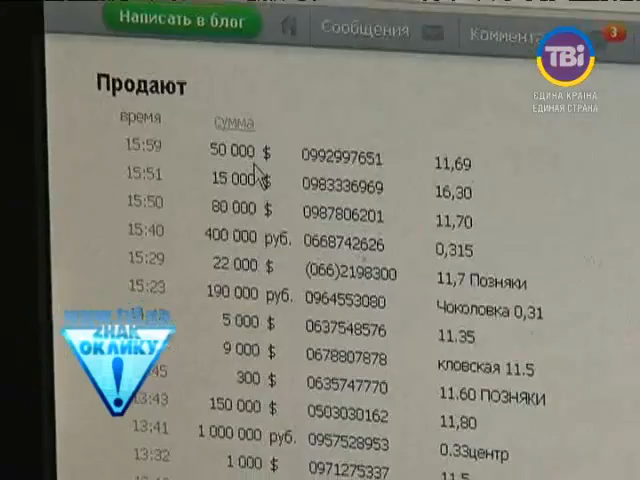 Написать в блог
Сообщения
Коммента
3
ТВі
ЄДИНА КРАЇНА
ЕДИНАЯ СТРАНА
Продают
время сумма
15:59 50 000 $ 0992997651 11,69
15:51 15 000 $ 0983336969 16,30
15:50 80 000 $ 0987806201 11,70
15:40 400 000 руб. 0668742626 0,315
15:29 22 000 $ (066)2198300 11,7 Позняки
15:23 190 000 руб. 0964553080 Чоколовка 0,31
5 000 $ 0637548576 11.35
9 000 $ 0678807878 кловская 11.5
45 300 $ 0635747770 11.60 ПОЗНЯКИ
13:43 150 000 $ 0503030162 11,80
13:41 1 000 000 руб. 0957528953 0.33центр
13:32 1 000 $ 0971275337 11.5
ZНАК
ОКЛИКУ
!